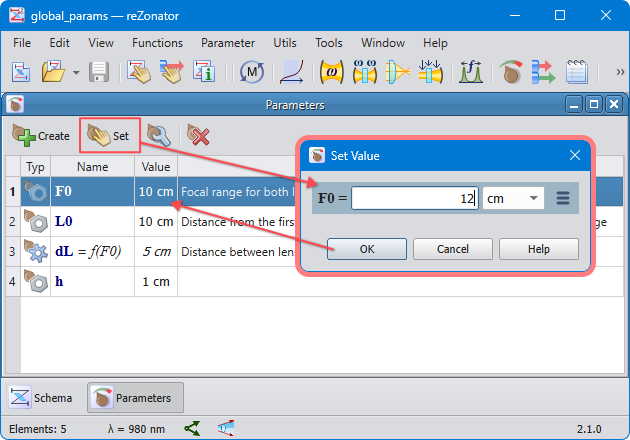 global_params — reZonator
File Edit View Functions Parameter Utils Tools Window Help
Parameters
Create Set
Set Value
Typ Name Value
1 F0 10 cm Focal range for both l
F0 = 12 cm
2 L0 10 cm Distance from the first ge
3 dL = f(F0) 5 cm Distance between len
OK Cancel Help
4 h 1 cm
Schema Parameters
Elements: 5 λ = 980 nm 2.1.0